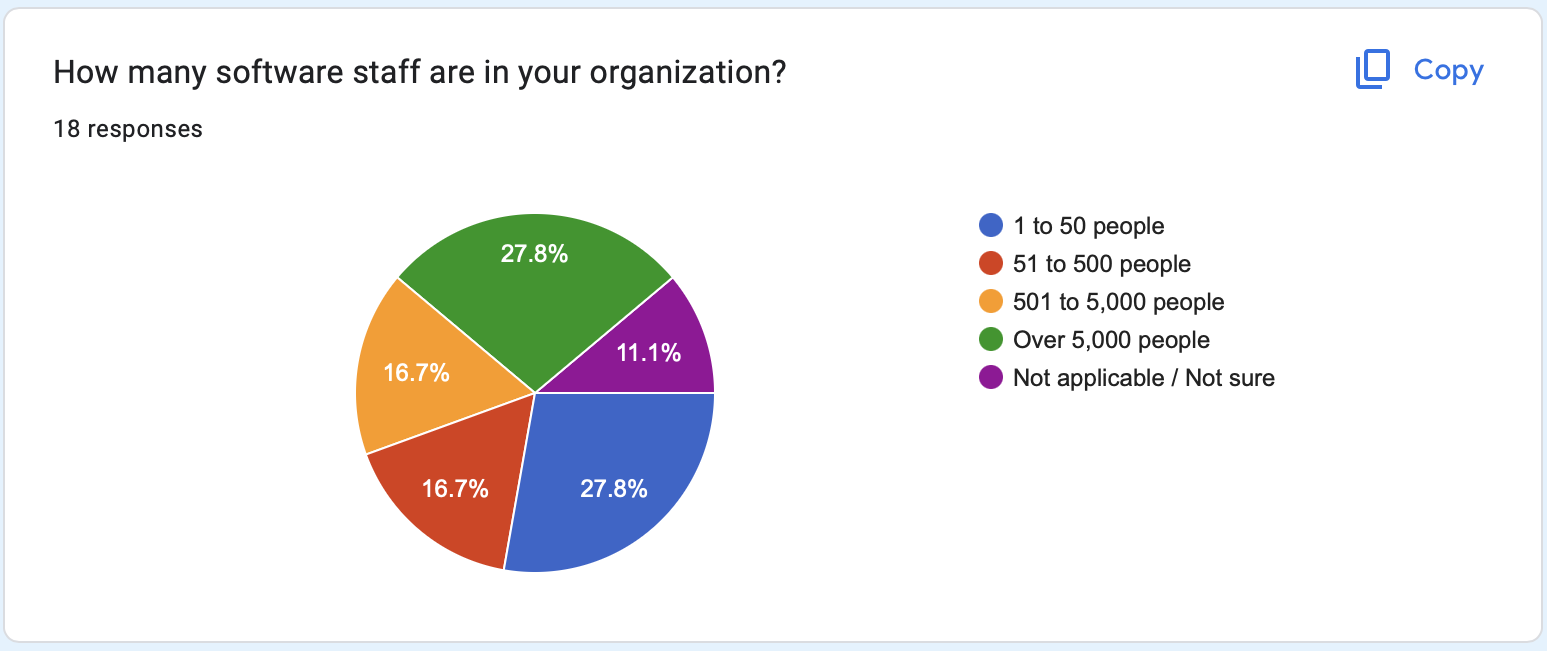 How many software staff are in your organization?
Copy
18 responses
27.8%
11.1%
16.7%
16.7%
27.8%
1 to 50 people
51 to 500 people
501 to 5,000 people
Over 5,000 people
Not applicable / Not sure